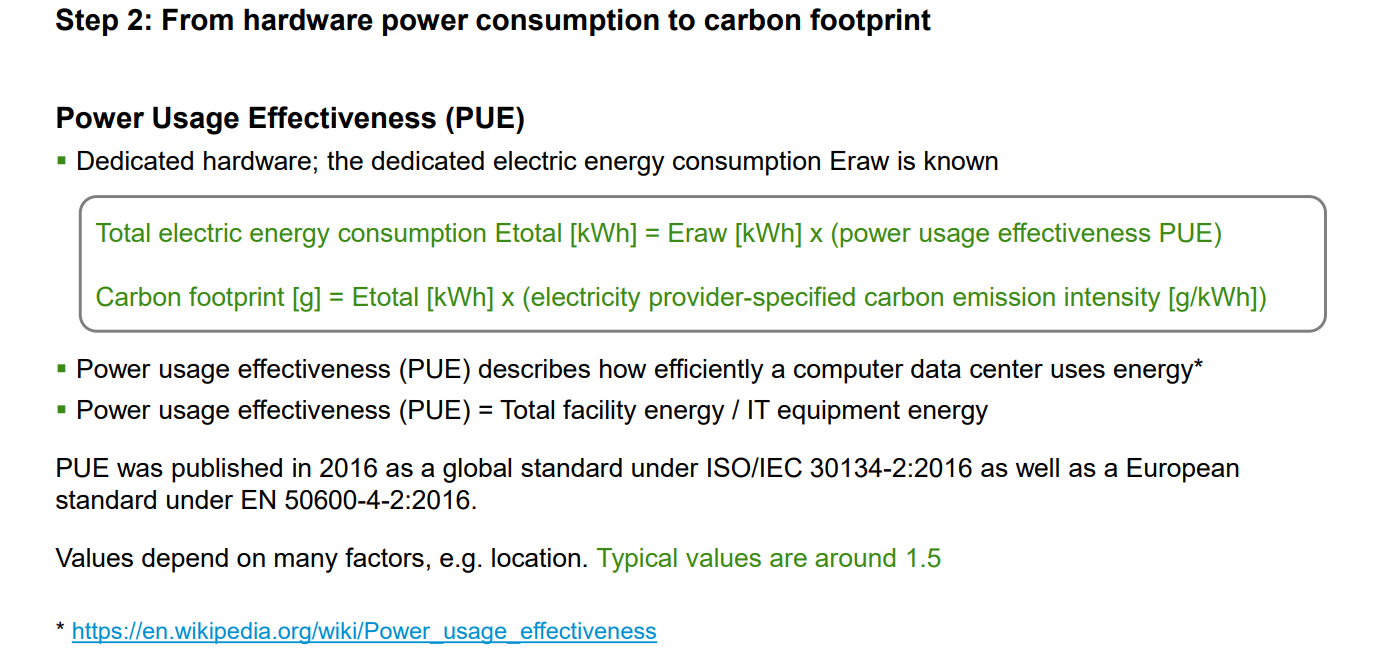 Step 2: From hardware power consumption to carbon footprint
Power Usage Effectiveness (PUE)
▪ Dedicated hardware; the dedicated electric energy consumption Eraw is known
Total electric energy consumption Etotal [kWh] = Eraw [kWh] x (power usage effectiveness PUE)
Carbon footprint [g] = Etotal [kWh] x (electricity provider-specified carbon emission intensity [g/kWh])
▪ Power usage effectiveness (PUE) describes how efficiently a computer data center uses energy*
▪ Power usage effectiveness (PUE) = Total facility energy / IT equipment energy
PUE was published in 2016 as a global standard under ISO/IEC 30134-2:2016 as well as a European
standard under EN 50600-4-2:2016.
Values depend on many factors, e.g. location. Typical values are around 1.5
* https://en.wikipedia.org/wiki/Power_usage_effectiveness